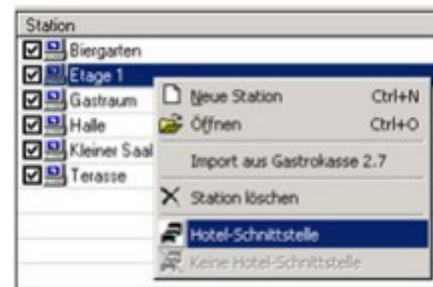 Station
Biergarten
Etage 1
Gastraum
Halle
Kleiner Saal
Terasse
Neue Station Ctrl+N
Öffnen Ctrl+O
Import aus Gastrokasse 2.7
Station löschen
Hotel-Schnittstelle
Keine Hotel-Schnittstelle